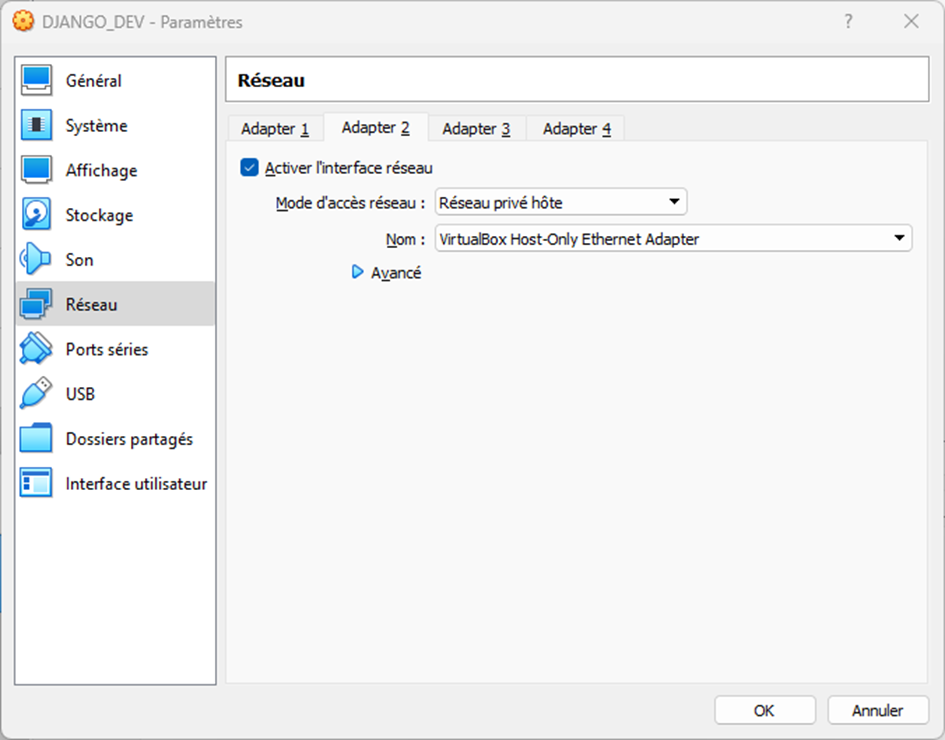 DJANGO_DEV - Paramètres
?
Général
Système
Affichage
Stockage
Son
Réseau
Ports séries
USB
Dossiers partagés
Interface utilisateur
Réseau
Adapter 1 Adapter 2 Adapter 3 Adapter 4
Activer l'interface réseau
Mode d'accès réseau : Réseau privé hôte
Nom : VirtualBox Host-Only Ethernet Adapter
Avancé
OK Annuler